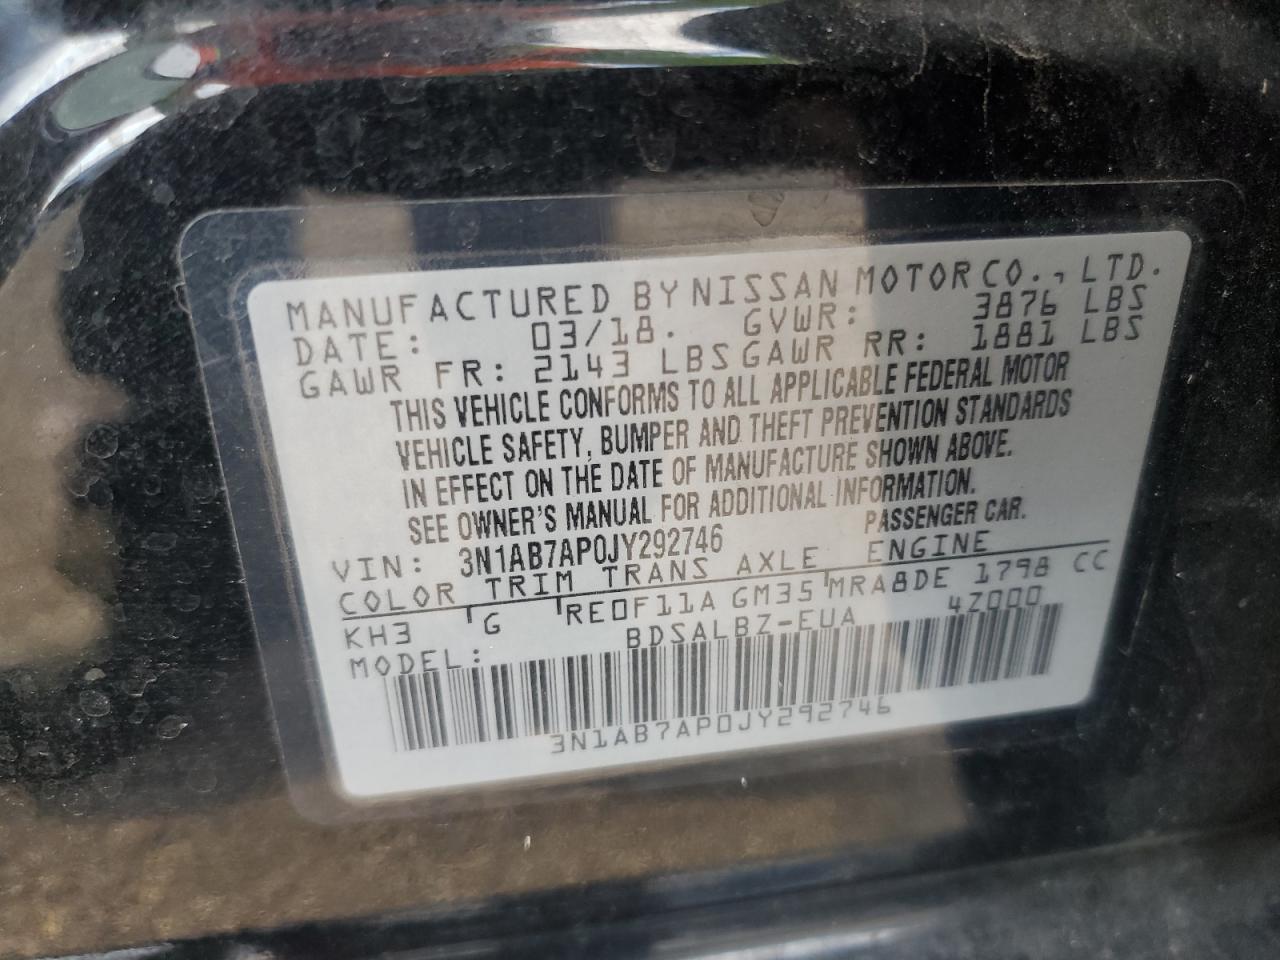 MANUFACTURED BY NISSAN MOTOR CO., LTD.
DATE: 03/18. GVWR: 3876 LBS
GAWR FR: 2143 LBS GAWR RR: 1881 LBS
THIS VEHICLE CONFORMS TO ALL APPLICABLE FEDERAL MOTOR
VEHICLE SAFETY, BUMPER AND THEFT PREVENTION STANDARDS
IN EFFECT ON THE DATE OF MANUFACTURE SHOWN ABOVE.
SEE OWNER'S MANUAL FOR ADDITIONAL INFORMATION.
VIN: 3N1AB7AP0JY292746 PASSENGER CAR.
COLOR TRIM TRANS AXLE ENGINE
KH3 G RE0F11A GM35 MRA8DE 1798 CC
MODEL: BDSALBZ-EUA 4Z000
3N1AB7AP0JY292746